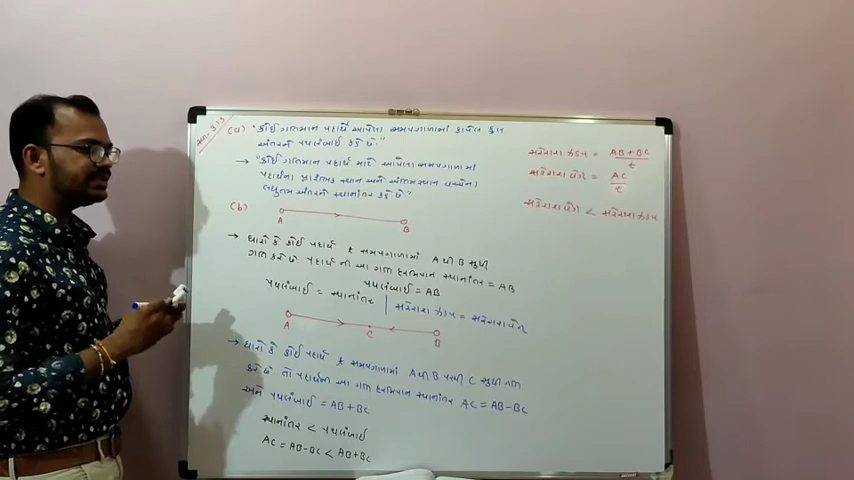 (a) "કોઈ ગતિમાન પદાર્થે આપેલા સમયગાળામાં કાપેલ કુલ
અંતરને પથલંબાઈ કહે છે"
→ "કોઈ ગતિમાન પદાર્થ માટે આપેલા સમયગાળામાં
પદાર્થના પ્રારંભિક સ્થાન અને અંતિમસ્થાન વચ્ચેના
લઘુતમ અંતરને સ્થાનાંતર કહે છે"
(b)
A B
→ ધારો કે કોઈ પદાર્થ t સમયગાળામાં A થી B સુધી
ગતિ કરે છે. પદાર્થ ની આ ગતિ દરમિયાન સ્થાનાંતર = AB
પથલંબાઈ = AB
પથલંબાઈ = સ્થાનાંતર | સરેરાશ ઝડપ = સરેરાશ વેગ
A C B
→ ધારો કે કોઈ પદાર્થ t સમયગાળામાં A થી B પછી C સુધી ગતિ
કરે છે તો પદાર્થની આ ગતિ દરમિયાન સ્થાનાંતર AC = AB-BC
અને પથલંબાઈ = AB+BC
સ્થાનાંતર < પથલંબાઈ
AC = AB-BC < AB+BC
સરેરાશ ઝડપ = AB+BC / t
સરેરાશ વેગ = AC / t
સરેરાશ વેગ < સરેરાશ ઝડપ